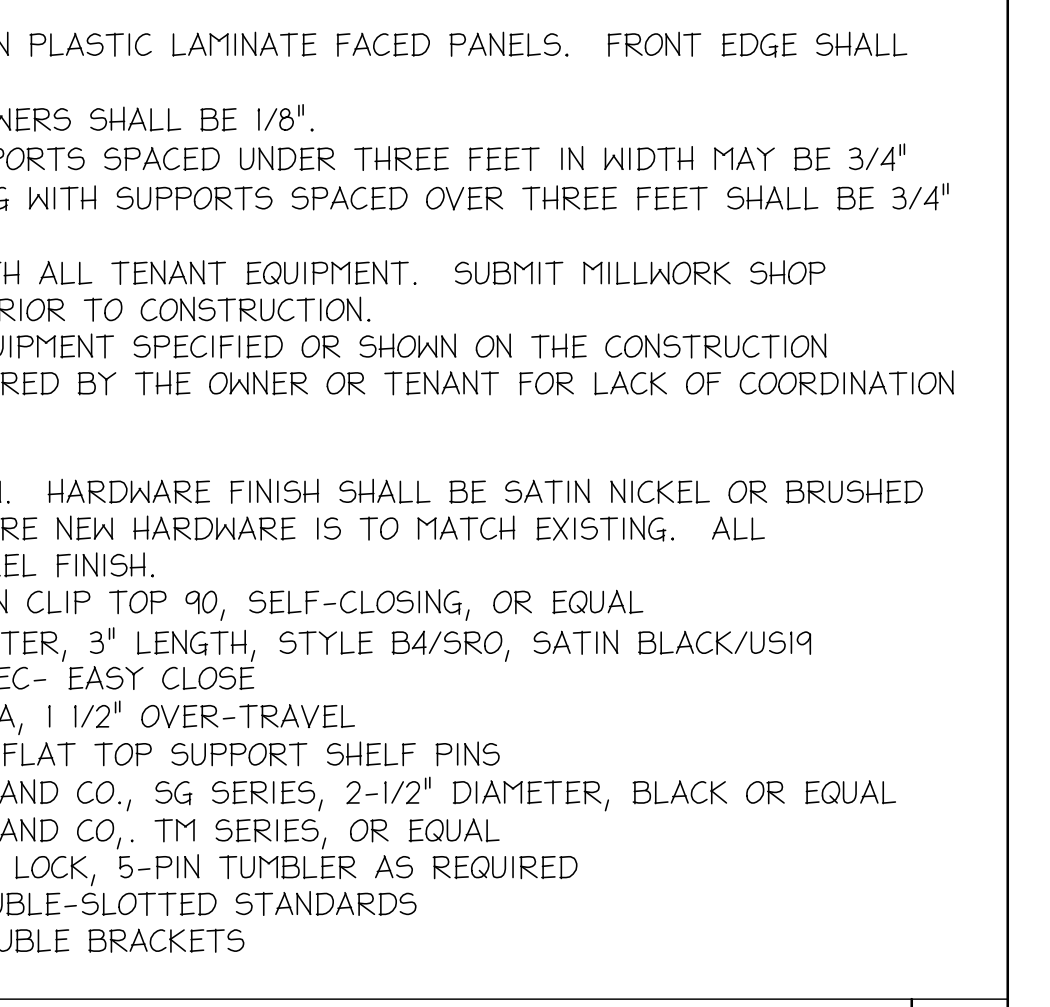 N PLASTIC LAMINATE FACED PANELS. FRONT EDGE SHALL
WNERS SHALL BE 1/8".
PORTS SPACED UNDER THREE FEET IN WIDTH MAY BE 3/4"
G WITH SUPPORTS SPACED OVER THREE FEET SHALL BE 3/4"
TH ALL TENANT EQUIPMENT. SUBMIT MILLWORK SHOP
RIOR TO CONSTRUCTION.
UIPMENT SPECIFIED OR SHOWN ON THE CONSTRUCTION
RED BY THE OWNER OR TENANT FOR LACK OF COORDINATION
. HARDWARE FINISH SHALL BE SATIN NICKEL OR BRUSHED
RE NEW HARDWARE IS TO MATCH EXISTING. ALL
EL FINISH.
N CLIP TOP 90, SELF-CLOSING, OR EQUAL
TER, 3" LENGTH, STYLE B4/SRO, SATIN BLACK/US19
EC- EASY CLOSE
A, 1 1/2" OVER-TRAVEL
FLAT TOP SUPPORT SHELF PINS
AND CO., SG SERIES, 2-1/2" DIAMETER, BLACK OR EQUAL
AND CO,. TM SERIES, OR EQUAL
LOCK, 5-PIN TUMBLER AS REQUIRED
UBLE-SLOTTED STANDARDS
UBLE BRACKETS